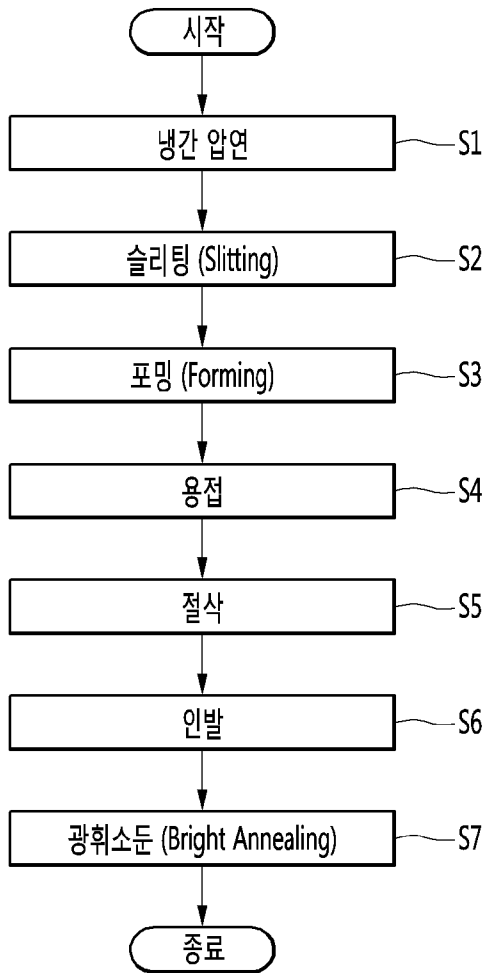 시작
냉간 압연 S1
슬리팅 (Slitting) S2
포밍 (Forming) S3
용접 S4
절삭 S5
인발 S6
광휘소둔 (Bright Annealing) S7
종료